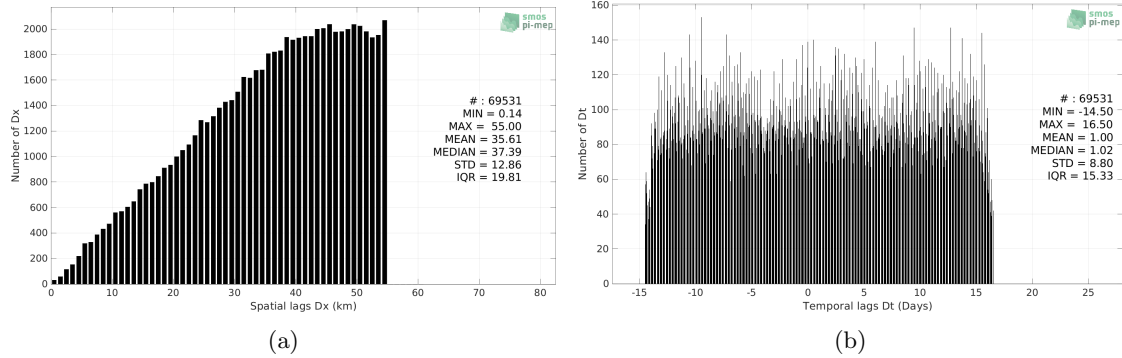 2000
1800
1600
1400
1200
1000
800
600
400
200
0
Number of Dx
smos
pi-mep
# : 69531
MIN = 0.14
MAX = 55.00
MEAN = 35.61
MEDIAN = 37.39
STD = 12.86
IQR = 19.81
0 10 20 30 40 50 60 70 80
Spatial lags Dx (km)
(a)
160
140
120
100
80
60
40
20
0
Number of Dt
smos
pi-mep
# : 69531
MIN = -14.50
MAX = 16.50
MEAN = 1.00
MEDIAN = 1.02
STD = 8.80
IQR = 15.33
-15 -10 -5 0 5 10 15 20 25
Temporal lags Dt (Days)
(b)